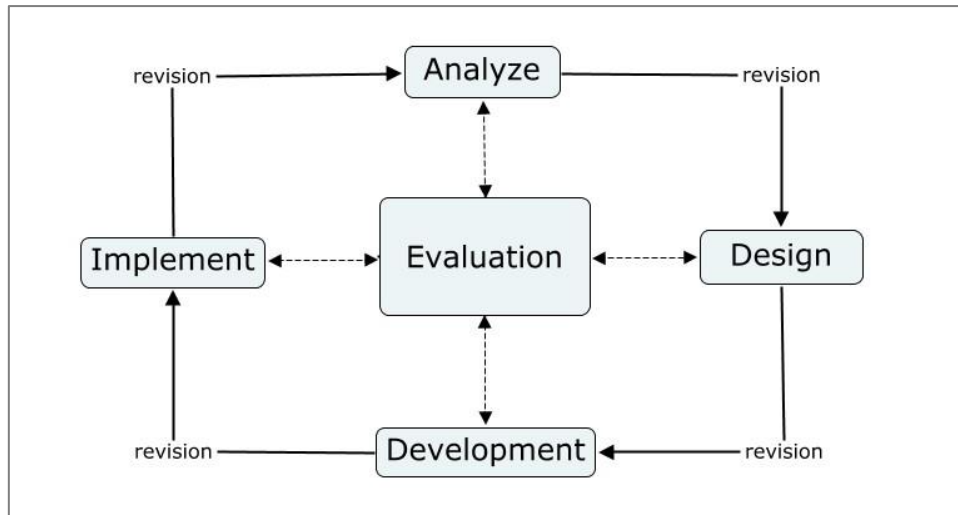 revision
Analyze
revision
Implement
Evaluation
Design
revision
Development
revision